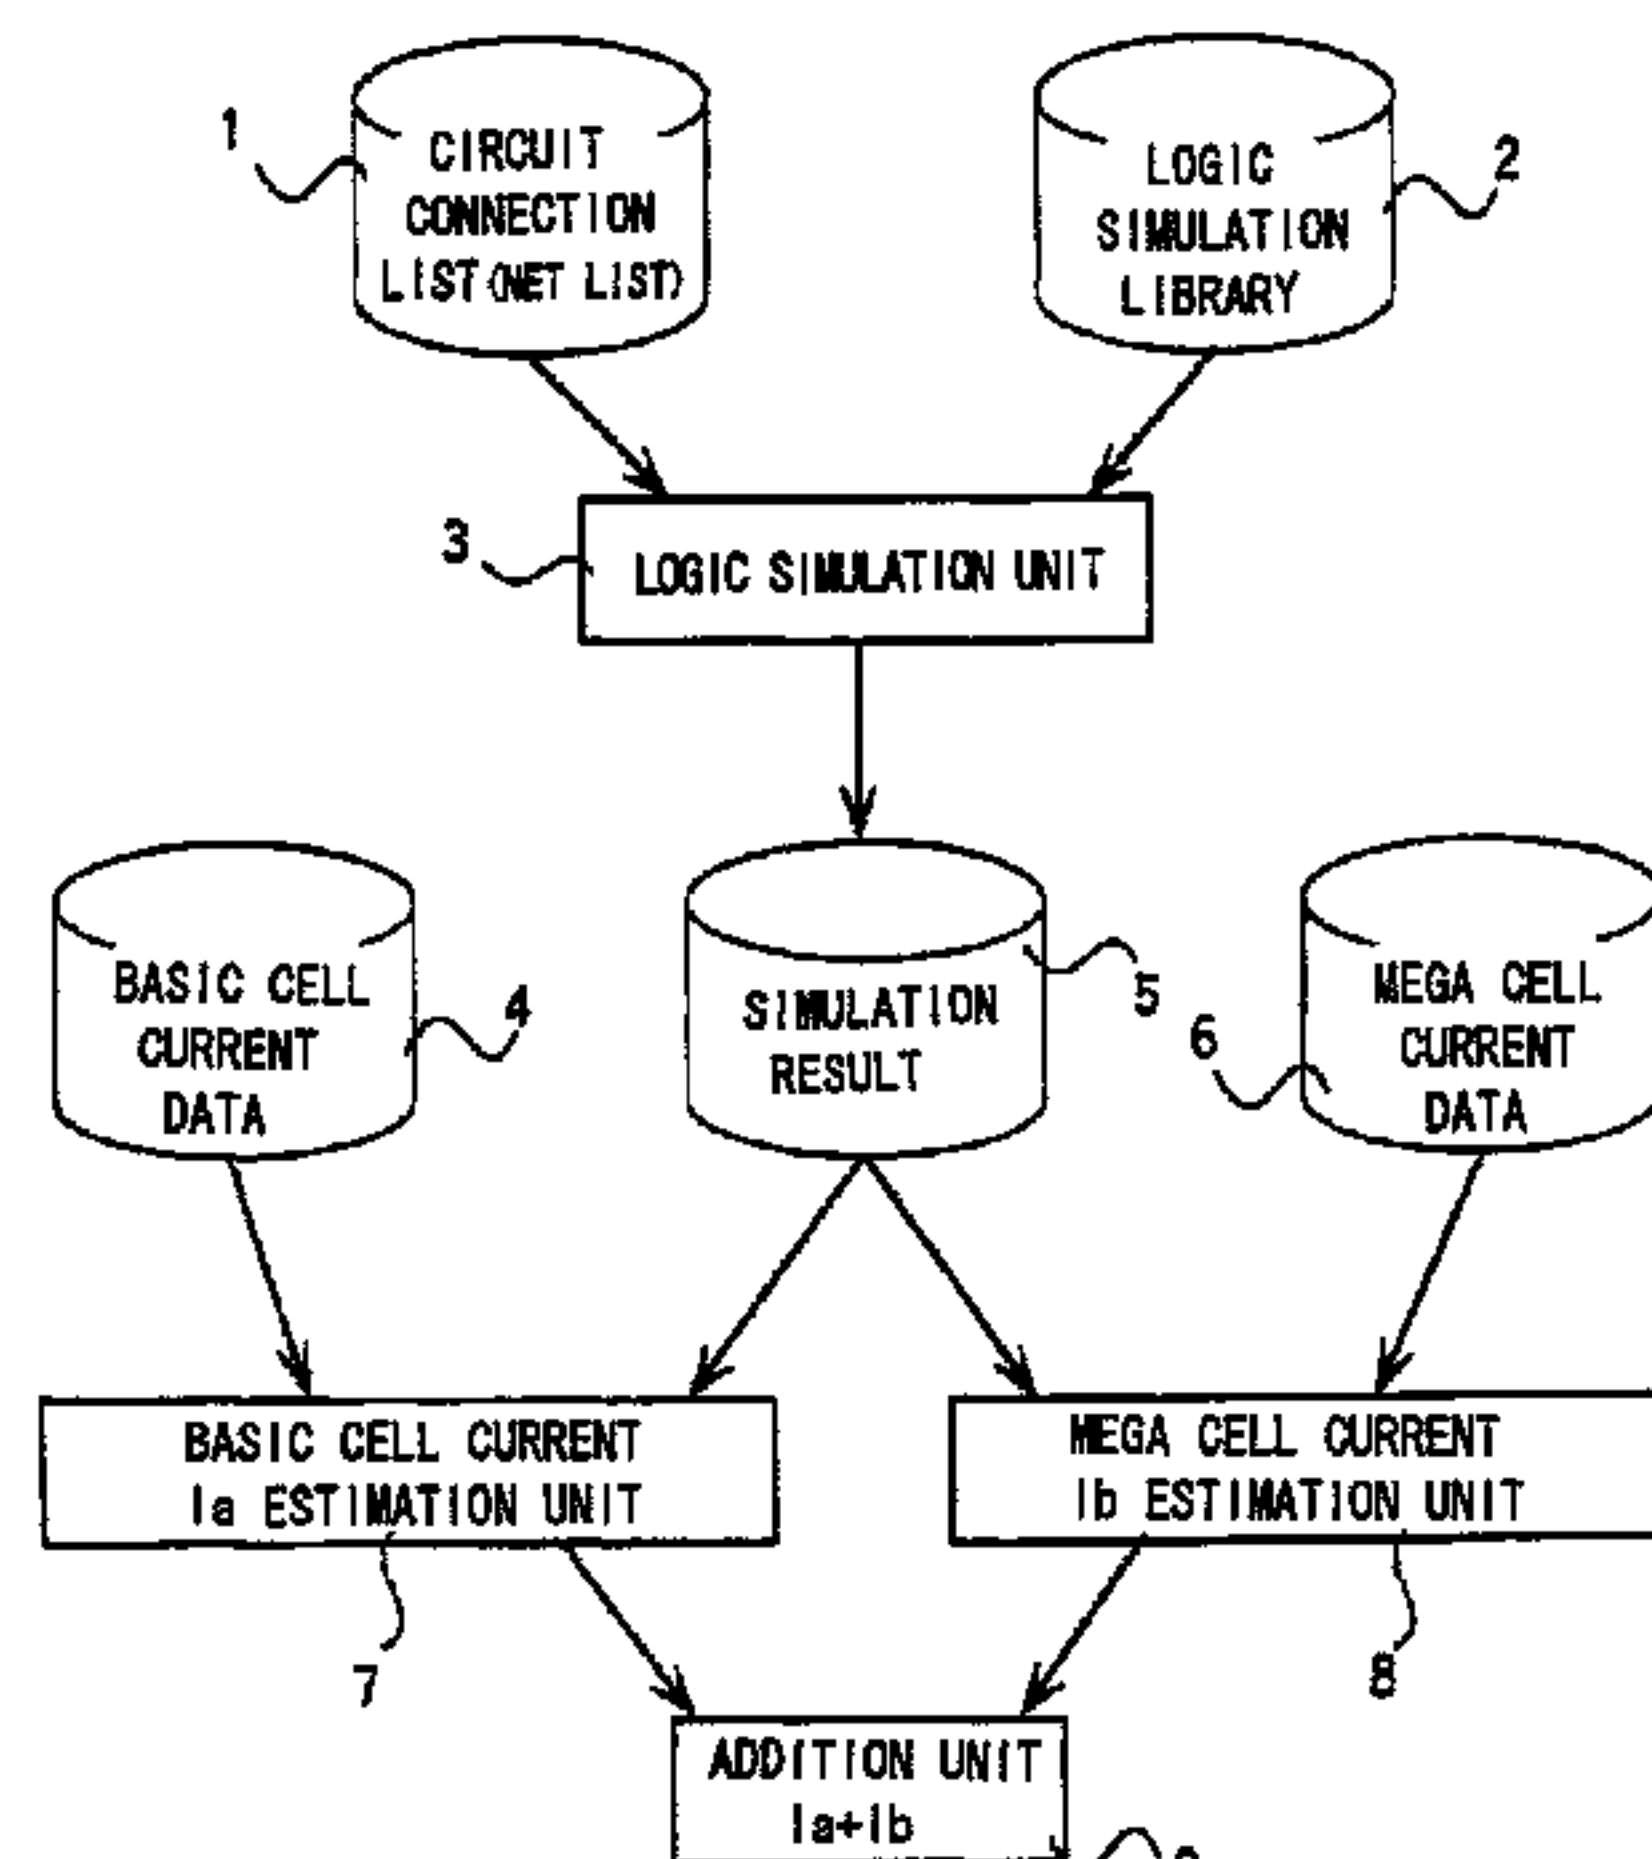 1
CIRCUIT
CONNECTION
LIST(NET LIST)
LOGIC
SIMULATION
LIBRARY
2
3
LOGIC SIMULATION UNIT
BASIC CELL
CURRENT
DATA
4
SIMULATION
RESULT
5
6
MEGA CELL
CURRENT
DATA
BASIC CELL CURRENT
Ia ESTIMATION UNIT
7
MEGA CELL CURRENT
Ib ESTIMATION UNIT
8
ADDITION UNIT
Ia+Ib